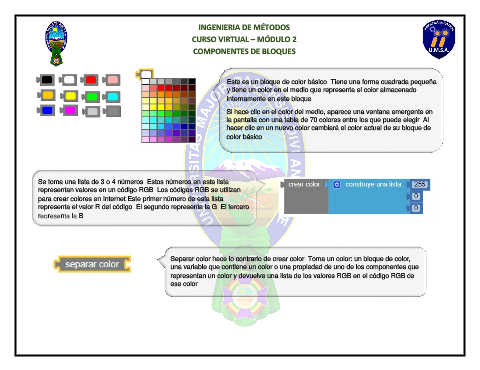 INGENIERIA DE MÉTODOS
CURSO VIRTUAL – MÓDULO 2
COMPONENTES DE BLOQUES
Este es un bloque de color básico Tiene una forma cuadrada pequeña
y tiene un color en el medio que representa el color almacenado
internamente en este bloque
Si hace clic en el color del medio, aparece una ventana emergente en
la pantalla con una tabla de 70 colores entre los que puede elegir Al
hacer clic en un nuevo color cambiará el color actual de su bloque de
color básico
Se toma una lista de 3 o 4 números Estos números en esta lista
representan valores en un código RGB Los códigos RGB se utilizan
para crear colores en Internet Este primer número de esta lista
representa el valor R del código El segundo representa la G El tercero
representa la B
crear color
construye una lista
255
0
0
separar color
Separar color hace lo contrario de crear color Toma un color: un bloque de color,
una variable que contiene un color o una propiedad de uno de los componentes que
representan un color y devuelve una lista de los valores RGB en el código RGB de
ese color
U.M.S.A.